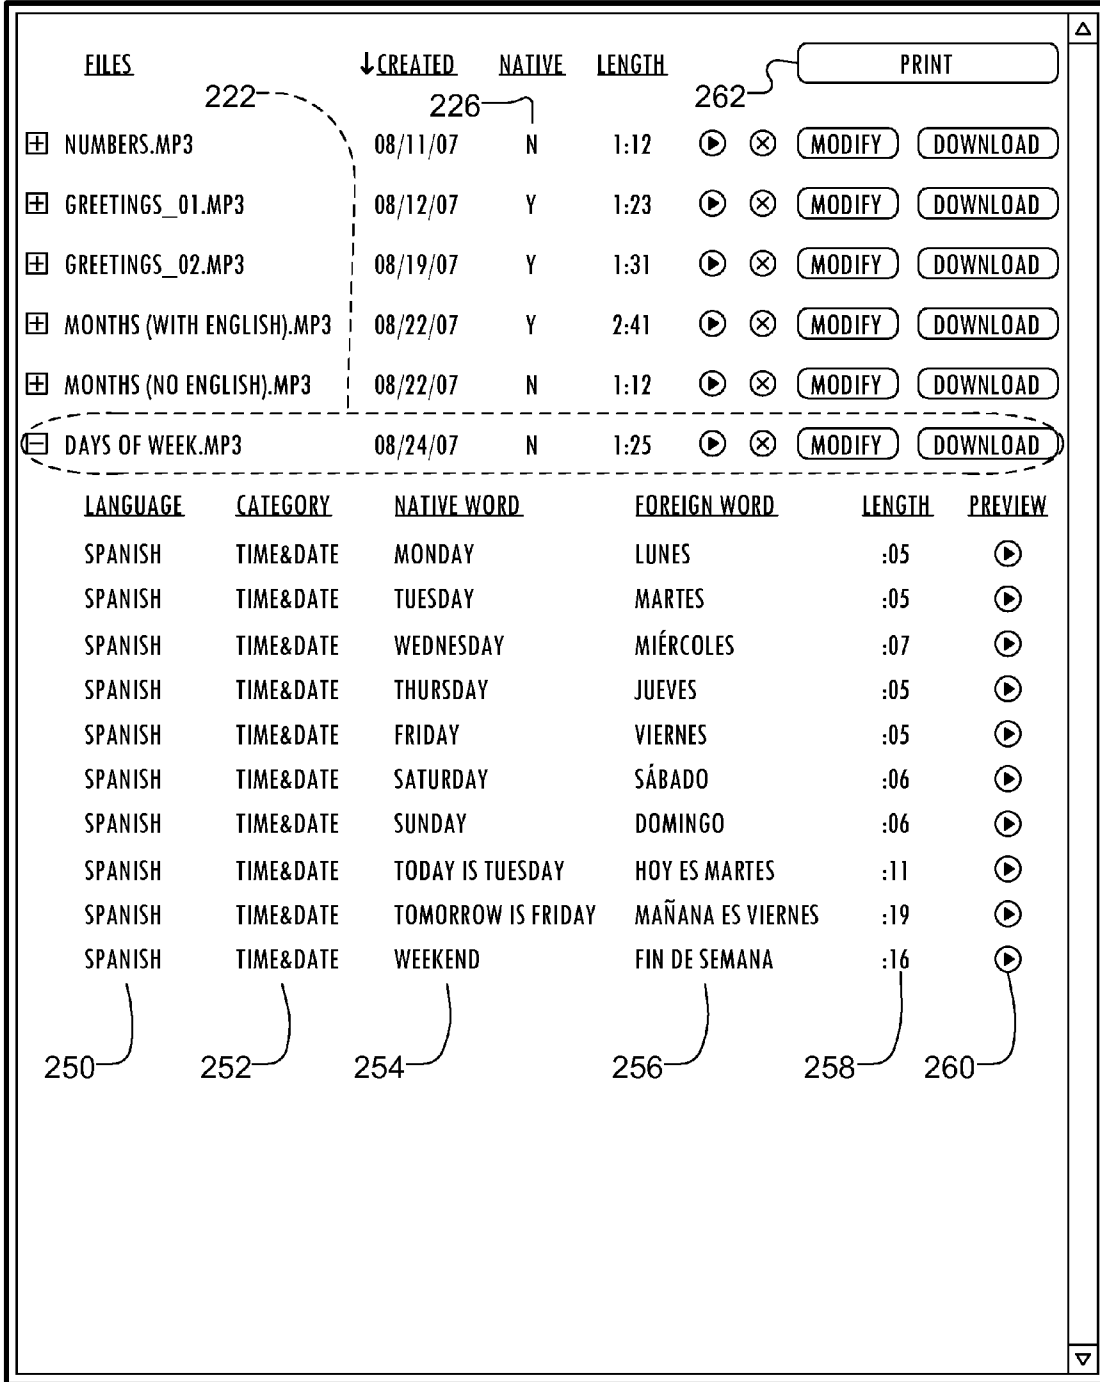 FILES ↓CREATED NATIVE LENGTH PRINT
222 226 262
NUMBERS.MP3 08/11/07 N 1:12 MODIFY DOWNLOAD
GREETINGS_01.MP3 08/12/07 Y 1:23 MODIFY DOWNLOAD
GREETINGS_02.MP3 08/19/07 Y 1:31 MODIFY DOWNLOAD
MONTHS (WITH ENGLISH).MP3 08/22/07 Y 2:41 MODIFY DOWNLOAD
MONTHS (NO ENGLISH).MP3 08/22/07 N 1:12 MODIFY DOWNLOAD
DAYS OF WEEK.MP3 08/24/07 N 1:25 MODIFY DOWNLOAD
LANGUAGE CATEGORY NATIVE WORD FOREIGN WORD LENGTH PREVIEW
SPANISH TIME&DATE MONDAY LUNES :05
SPANISH TIME&DATE TUESDAY MARTES :05
SPANISH TIME&DATE WEDNESDAY MIÉRCOLES :07
SPANISH TIME&DATE THURSDAY JUEVES :05
SPANISH TIME&DATE FRIDAY VIERNES :05
SPANISH TIME&DATE SATURDAY SÁBADO :06
SPANISH TIME&DATE SUNDAY DOMINGO :06
SPANISH TIME&DATE TODAY IS TUESDAY HOY ES MARTES :11
SPANISH TIME&DATE TOMORROW IS FRIDAY MAÑANA ES VIERNES :19
SPANISH TIME&DATE WEEKEND FIN DE SEMANA :16
250 252 254 256 258 260